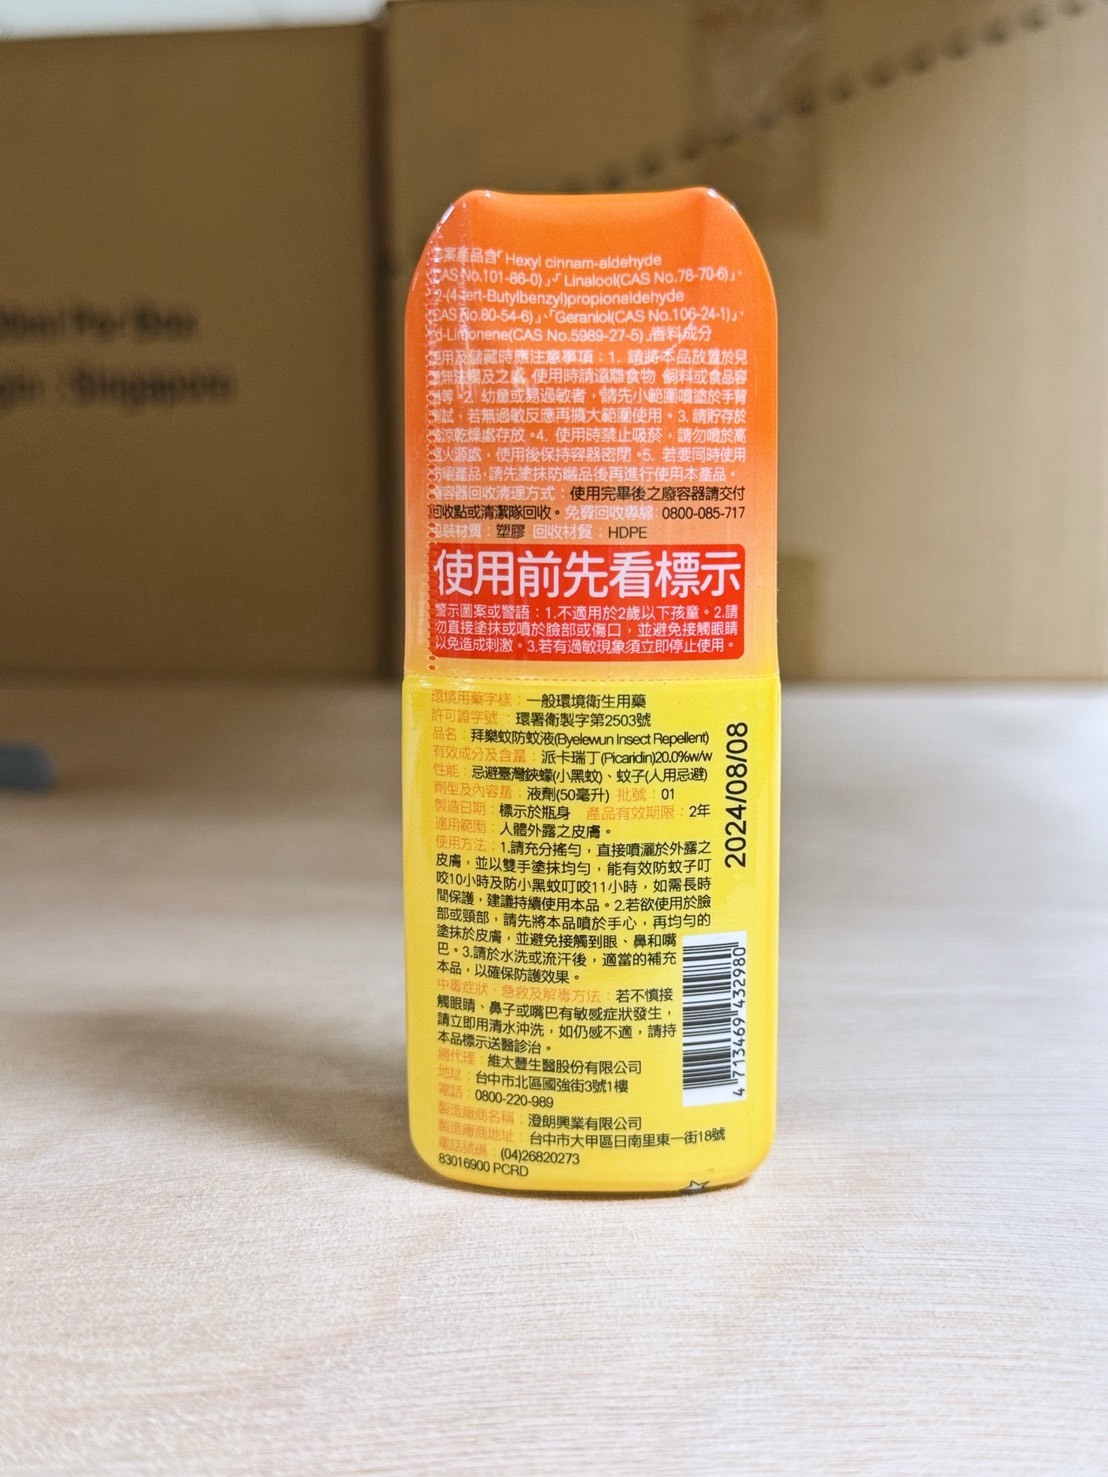 本案產品含「Hexyl cinnam-aldehyde
(CAS No.101-86-0)」、「Linalool(CAS No.78-70-6)」、
2-(4-tert-Butylbenzyl)propionaldehyde
(CAS No.80-54-6)」、「Geraniol(CAS No.106-24-1)」、
d-Limonene(CAS No.5989-27-5)」香料成分
使用及儲藏時應注意事項：1. 請將本品放置於兒
童無法觸及之處，使用時請遠離食物、飼料或食品容
器等。2. 幼童或易過敏者，請先小範圍噴塗於手背
測試，若無過敏反應再擴大範圍使用。3. 請貯存於
陰涼乾燥處存放。4. 使用時禁止吸菸，請勿噴於高
溫火源處，使用後保持容器密閉。5. 若要同時使用
防曬產品，請先塗抹防曬品後再進行使用本產品。
廢容器回收清理方式：使用完畢後之廢容器請交付
回收點或清潔隊回收。免費回收專線：0800-085-717
包裝材質：塑膠 回收材質：HDPE
使用前先看標示
警示圖案或警語：1.不適用於2歲以下孩童。2.請
勿直接塗抹或噴於臉部或傷口，並避免接觸眼睛
以免造成刺激。3.若有過敏現象須立即停止使用。
環境用藥字樣：一般環境衛生用藥
許可證字號：環署衛製字第2503號
品名：拜樂蚊防蚊液(Byelewun Insect Repellent)
有效成分及含量：派卡瑞丁(Picaridin)20.0%w/w
性能：忌避臺灣鋏蠓(小黑蚊)、蚊子(人用忌避)
劑型及內容量：液劑(50毫升) 批號：01
製造日期：標示於瓶身 產品有效期限：2年
適用範圍：人體外露之皮膚。
使用方法：1.請充分搖勻，直接噴灑於外露之
皮膚，並以雙手塗抹均勻，能有效防蚊子叮
咬10小時及防小黑蚊叮咬11小時，如需長時
間保護，建議持續使用本品。2.若欲使用於臉
部或頸部，請先將本品噴於手心，再均勻的
塗抹於皮膚，並避免接觸到眼、鼻和嘴
巴。3.請於水洗或流汗後，適當的補充
本品，以確保防護效果。
中毒症狀、急救及解毒方法：若不慎接
觸眼睛、鼻子或嘴巴有敏感症狀發生，
請立即用清水沖洗，如仍感不適，請持
本品標示送醫診治。
總代理：維太豐生醫股份有限公司
地址：台中市北區國強街3號1樓
電話：0800-220-989
製造廠商名稱：澄朗興業有限公司
製造廠商地址：台中市大甲區日南里東一街18號
電話號碼：(04)26820273
83016900 PCRD
2024/08/08
4 713469 432980